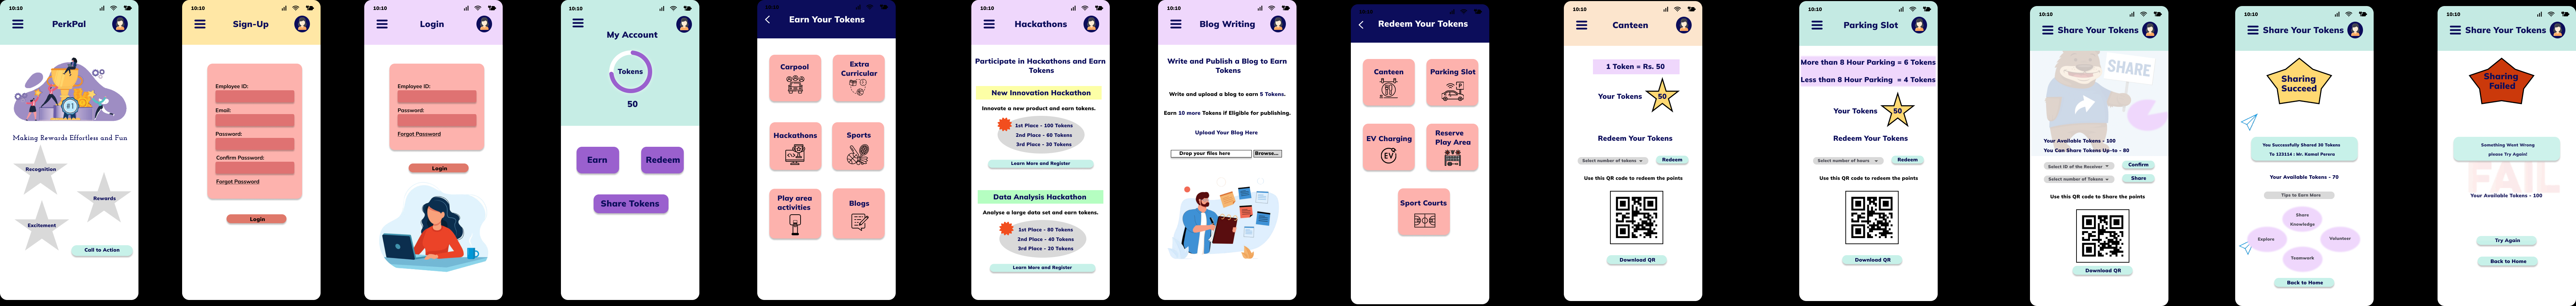 10:10
PerkPal
#1
Making Rewards Effortless and Fun
Recognition
Rewards
Excitement
Call to Action
10:10
Sign-Up
Employee ID:
Email:
Password:
Confirm Password:
Forgot Password
Login
10:10
Login
Employee ID:
Password:
Forgot Password
Login
10:10
My Account
Tokens
50
Earn
Redeem
Share Tokens
10:10
Earn Your Tokens
Carpool
Extra
Curricular
Hackathons
Sports
Play area
activities
Blogs
10:10
Hackathons
Participate in Hackathons and Earn
Tokens
New Innovation Hackathon
Innovate a new product and earn tokens.
1st Place - 100 Tokens
2nd Place - 60 Tokens
3rd Place - 30 Tokens
Learn More and Register
Data Analysis Hackathon
Analyse a large data set and earn tokens.
1st Place - 80 Tokens
2nd Place - 40 Tokens
3rd Place - 20 Tokens
Learn More and Register
10:10
Blog Writing
Write and Publish a Blog to Earn
Tokens
Write and upload a blog to earn 5 Tokens.
Earn 10 more Tokens if Eligible for publishing.
Upload Your Blog Here
Drop your files here
Browse...
10:10
Redeem Your Tokens
Canteen
Parking Slot
P
EV Charging
EV
Reserve
Play Area
Sport Courts
10:10
Canteen
1 Token = Rs. 50
Your Tokens
50
Redeem Your Tokens
Select number of tokens
Redeem
Use this QR code to redeem the points
Download QR
10:10
Parking Slot
More than 8 Hour Parking = 6 Tokens
Less than 8 Hour Parking = 4 Tokens
Your Tokens
50
Redeem Your Tokens
Select number of hours
Redeem
Use this QR code to redeem the points
Download QR
10:10
Share Your Tokens
SHARE
Your Available Tokens - 100
You Can Share Tokens Up-to - 80
Select ID of the Receiver
Confirm
Select number of Tokens
Share
Use this QR code to Share the points
Download QR
10:10
Share Your Tokens
Sharing
Succeed
You Successfully Shared 30 Tokens
To 123114 : Mr. Kamal Perera
Your Available Tokens - 70
Tips to Earn More
Share
Knowledge
Explore
Volunteer
Teamwork
Back to Home
10:10
Share Your Tokens
Sharing
Failed
Something Went Wrong
please Try Again!
FAIL
Your Available Tokens - 100
Try Again
Back to Home